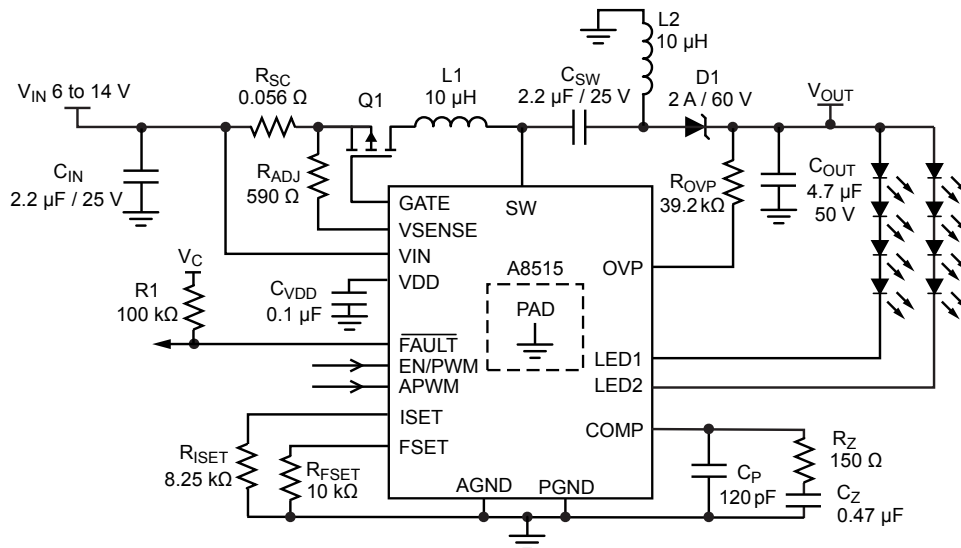 L2
10 µH
VIN 6 to 14 V
RSC
0.056 Ω
Q1
L1
10 µH
CSW
2.2 µF / 25 V
D1
2 A / 60 V
VOUT
CIN
2.2 µF / 25 V
RADJ
590 Ω
ROVP
39.2 kΩ
COUT
4.7 µF
50 V
GATE
SW
VSENSE
VIN
VDD
OVP
A8515
PAD
VC
R1
100 kΩ
CVDD
0.1 µF
FAULT
EN/PWM
APWM
LED1
LED2
ISET
FSET
COMP
RISET
8.25 kΩ
RFSET
10 kΩ
AGND
PGND
CP
120 pF
RZ
150 Ω
CZ
0.47 µF